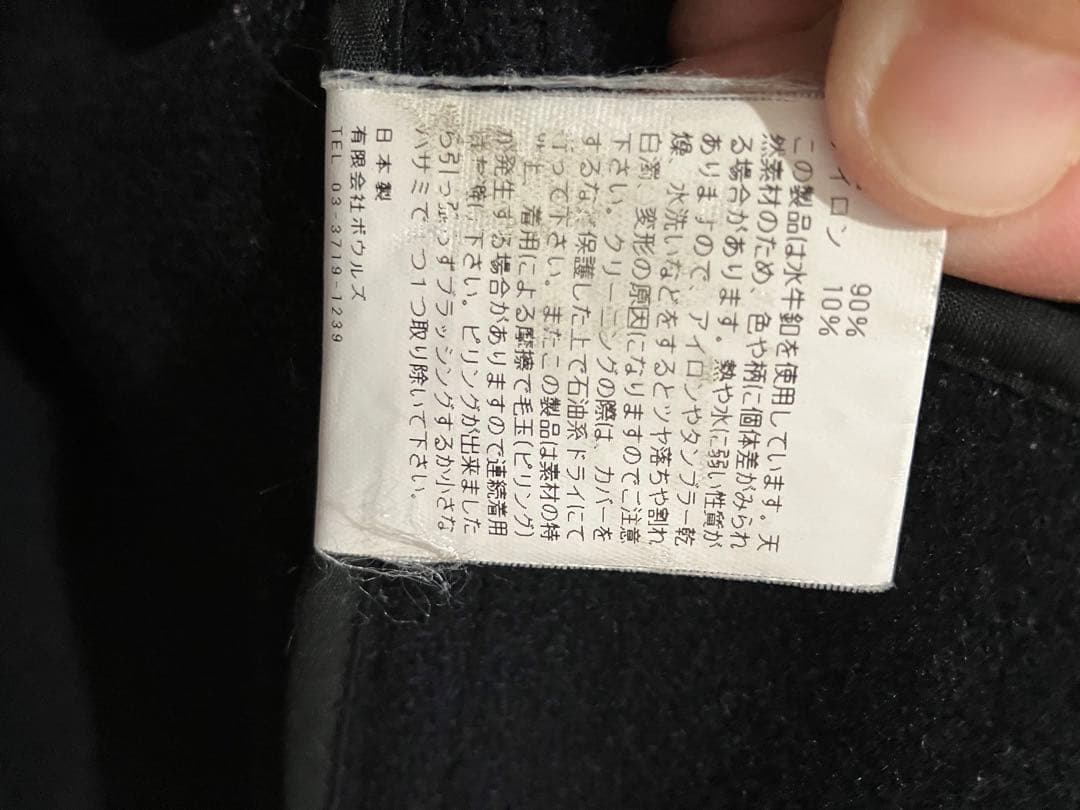 90%
イロン 10%
この製品は水牛釦を使用しています。天
然素材のため、色や柄に個体差がみられ
る場合があります。熱や水に弱い性質が
ありますので、アイロンやタンブラー乾
燥、水洗いなどをするとツヤ落ちや割れ
白濁、変形の原因になりますのでご注意
下さい。クリーニングの際は、カバーを
するなど保護した上で石油系ドライにて
行って下さい。またこの製品は素材の特
性上、着用による摩擦で毛玉(ピリング)
が発生する場合がありますので連続着用
下さい。ピリングが出来ました
ら引っぱらずブラッシングするか小さな
ハサミで1つ1つ取り除いて下さい。
日本製
有限会社ボウルズ
TEL 03-3719-1239